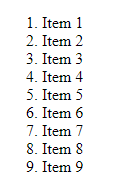 1. Item 1
2. Item 2
3. Item 3
4. Item 4
5. Item 5
6. Item 6
7. Item 7
8. Item 8
9. Item 9